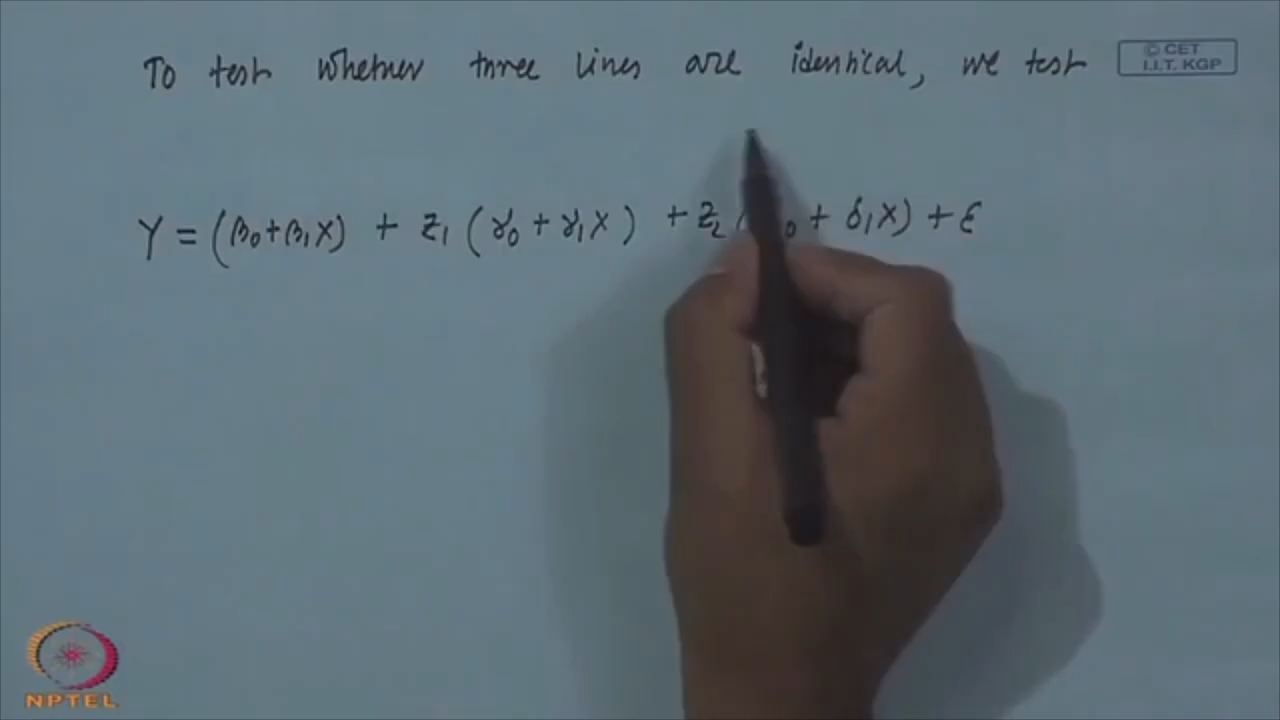 To test whether three lines are identical, we test
© CET
I.I.T. KGP
Y = (β₀+β₁X) + Z₁ (γ₀ + γ₁X) + Z₂ ( ₀ + δ₁X) + ε
NPTEL